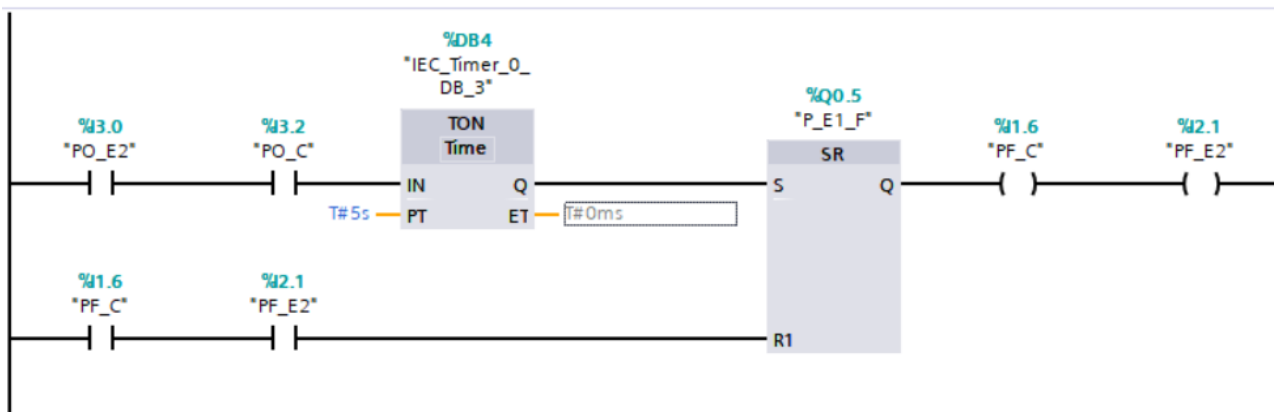 %DB4
"IEC_Timer_0_
DB_3"
%Q0.5
"P_E1_F"
%I3.0
"PO_E2"
%I3.2
"PO_C"
TON
Time
%I1.6
"PF_C"
%I2.1
"PF_E2"
SR
IN
Q
S
Q
T#5s
PT
ET
T#0ms
%I1.6
"PF_C"
%I2.1
"PF_E2"
R1